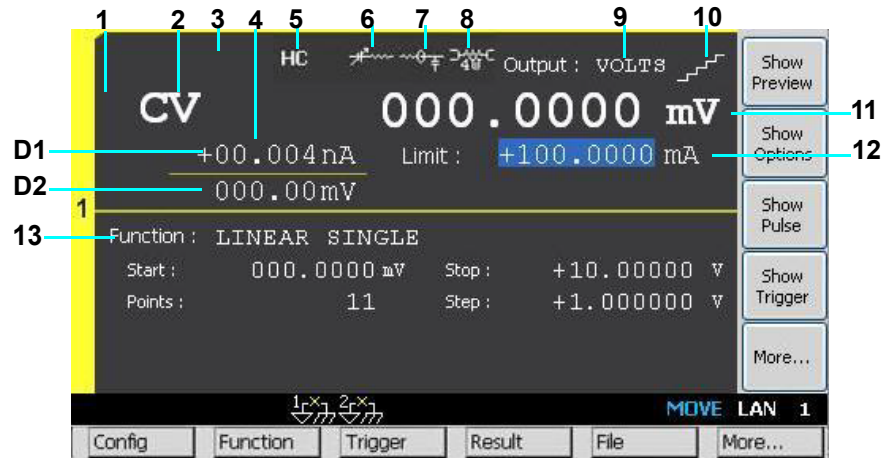 1 2 3 4 5 6 7 8 9 10
HC 4W Output : VOLTS
Show Preview
CV 000.0000 mV 11
D1 +00.004nA Limit : +100.0000 mA 12
Show Options
D2 000.00mV
1
Show Pulse
13 Function : LINEAR SINGLE
Start : 000.0000 mV Stop : +10.00000 V
Show Trigger
Points : 11 Step : +1.000000 V
More...
1 2
MOVE LAN 1
Config Function Trigger Result File More...